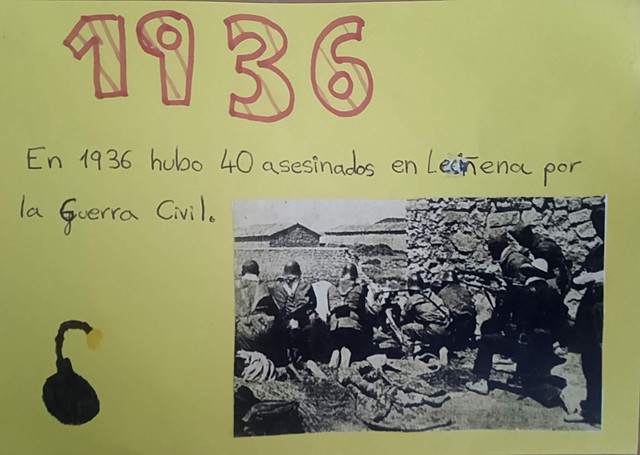 1936
En 1936 hubo 40 asesinados en Leciñena por
la Guerra Civil.